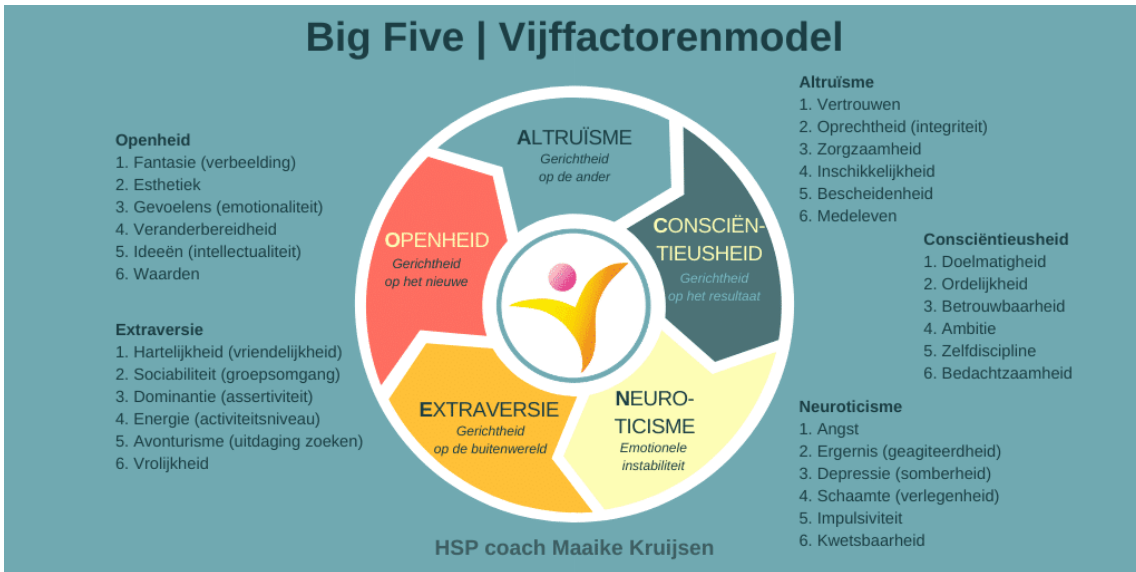 Big Five | Vijffactorenmodel
Openheid
1. Fantasie (verbeelding)
2. Esthetiek
3. Gevoelens (emotionaliteit)
4. Veranderbereidheid
5. Ideeën (intellectualiteit)
6. Waarden
Extraversie
1. Hartelijkheid (vriendelijkheid)
2. Sociabiliteit (groepsomgang)
3. Dominantie (assertiviteit)
4. Energie (activiteitsniveau)
5. Avonturisme (uitdaging zoeken)
6. Vrolijkheid
ALTRUÏSME
Gerichtheid
op de ander
OPENHEID
Gerichtheid
op het nieuwe
CONSCIËN-
TIEUSHEID
Gerichtheid
op het resultaat
EXTRAVERSIE
Gerichtheid
op de buitenwereld
NEURO-
TICISME
Emotionele
instabiliteit
Altruïsme
1. Vertrouwen
2. Oprechtheid (integriteit)
3. Zorgzaamheid
4. Inschikkelijkheid
5. Bescheidenheid
6. Medeleven
Consciëntieusheid
1. Doelmatigheid
2. Ordelijkheid
3. Betrouwbaarheid
4. Ambitie
5. Zelfdiscipline
6. Bedachtzaamheid
Neuroticisme
1. Angst
2. Ergernis (geagiteerdheid)
3. Depressie (somberheid)
4. Schaamte (verlegenheid)
5. Impulsiviteit
6. Kwetsbaarheid
HSP coach Maaike Kruijsen